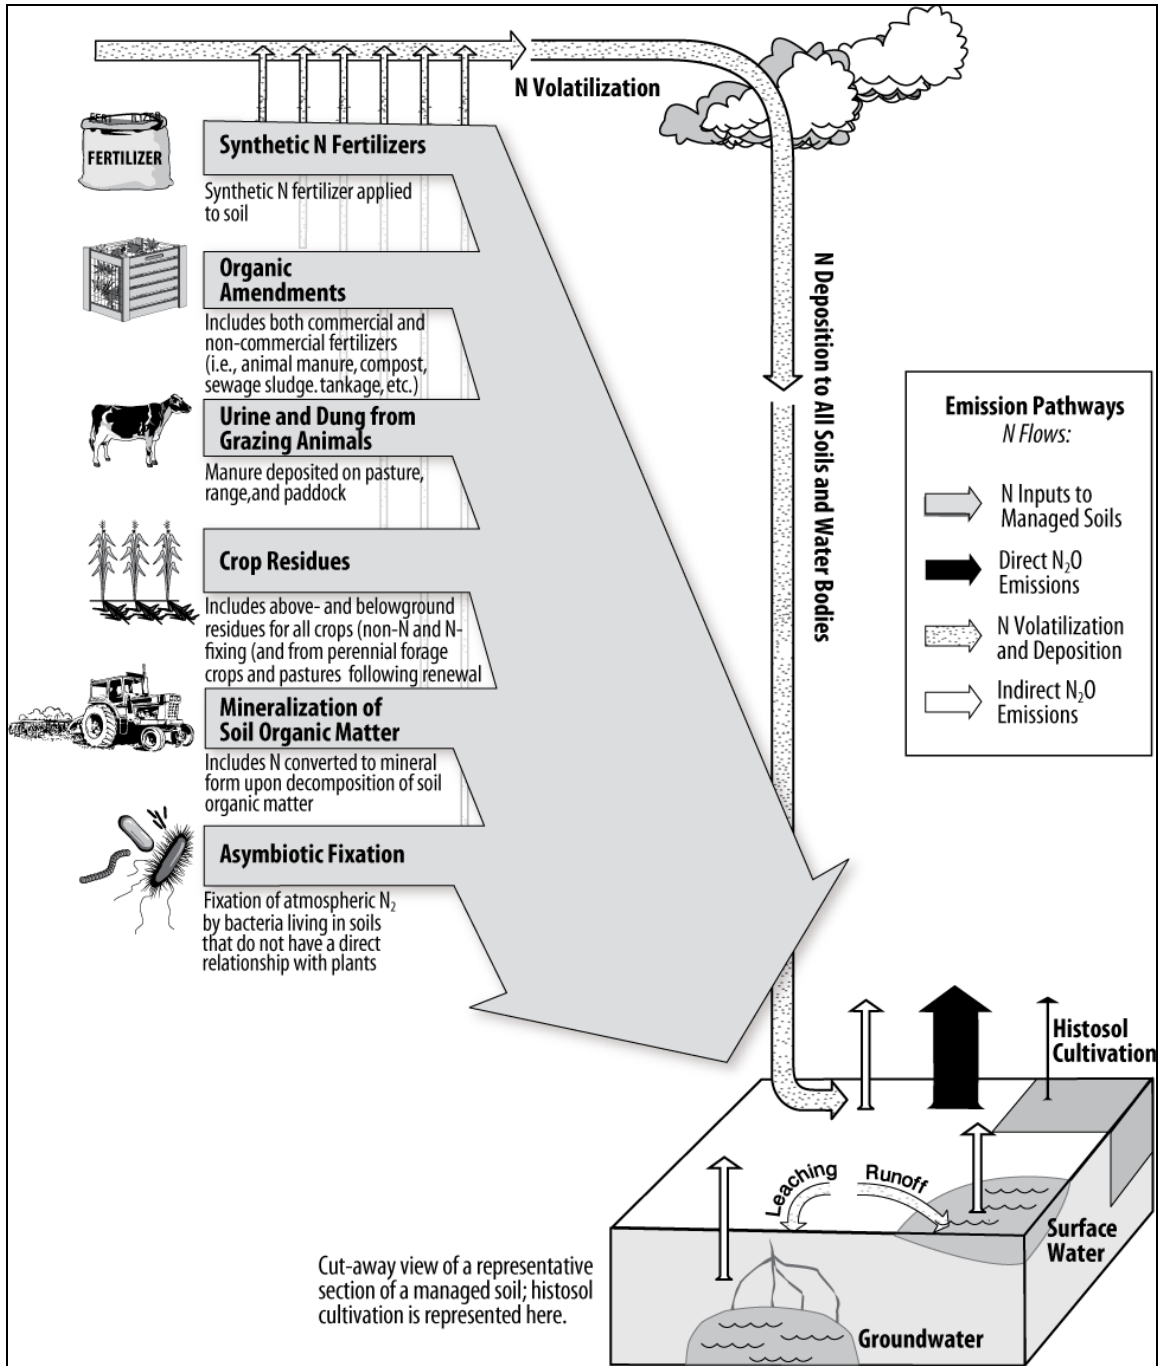 N Volatilization
FERT ILIZER
FERTILIZER
Synthetic N Fertilizers
Synthetic N fertilizer applied
to soil
Organic
Amendments
Includes both commercial and
non-commercial fertilizers
(i.e., animal manure, compost,
sewage sludge. tankage, etc.)
Urine and Dung from
Grazing Animals
Manure deposited on pasture,
range,and paddock
Crop Residues
Includes above- and belowground
residues for all crops (non-N and N-
fixing (and from perennial forage
crops and pastures following renewal
Mineralization of
Soil Organic Matter
Includes N converted to mineral
form upon decomposition of soil
organic matter
Asymbiotic Fixation
Fixation of atmospheric N₂
by bacteria living in soils
that do not have a direct
relationship with plants
N Deposition to All Soils and Water Bodies
Emission Pathways
N Flows:
N Inputs to
Managed Soils
Direct N₂O
Emissions
N Volatilization
and Deposition
Indirect N₂O
Emissions
Histosol
Cultivation
Leaching
Runoff
Surface
Water
Groundwater
Cut-away view of a representative
section of a managed soil; histosol
cultivation is represented here.